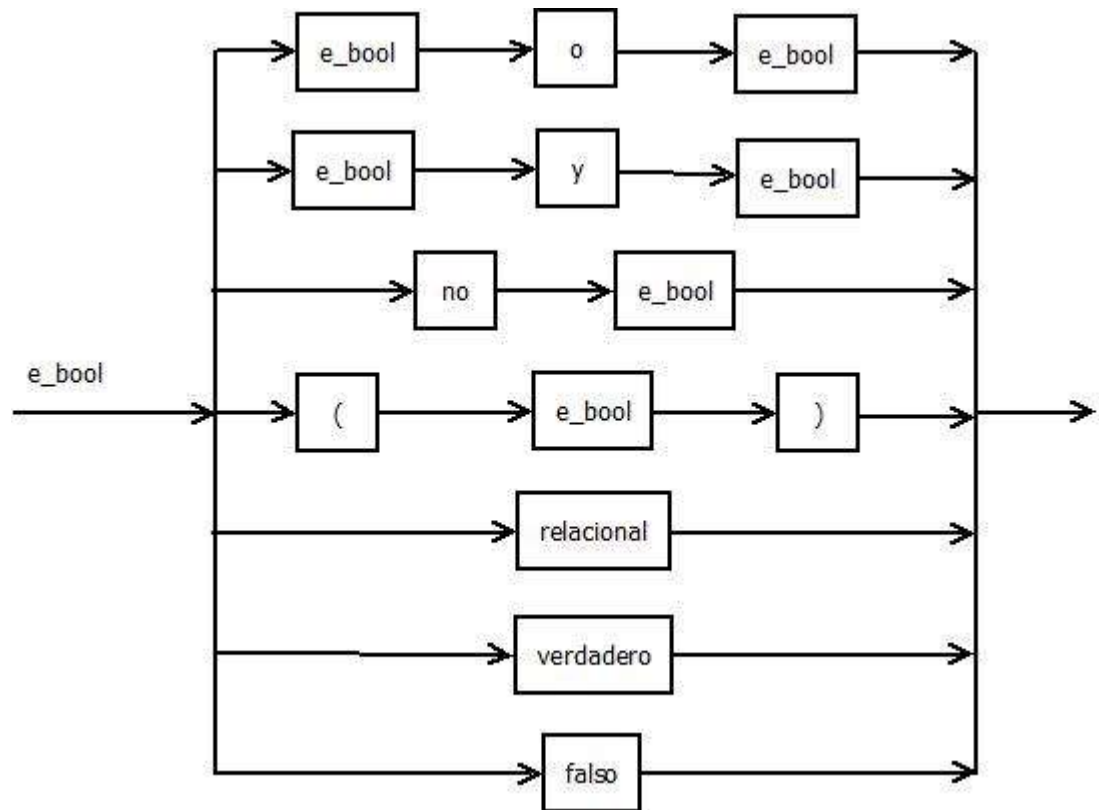 e_bool o e_bool
e_bool y e_bool
no e_bool
e_bool
( e_bool )
relacional
verdadero
falso